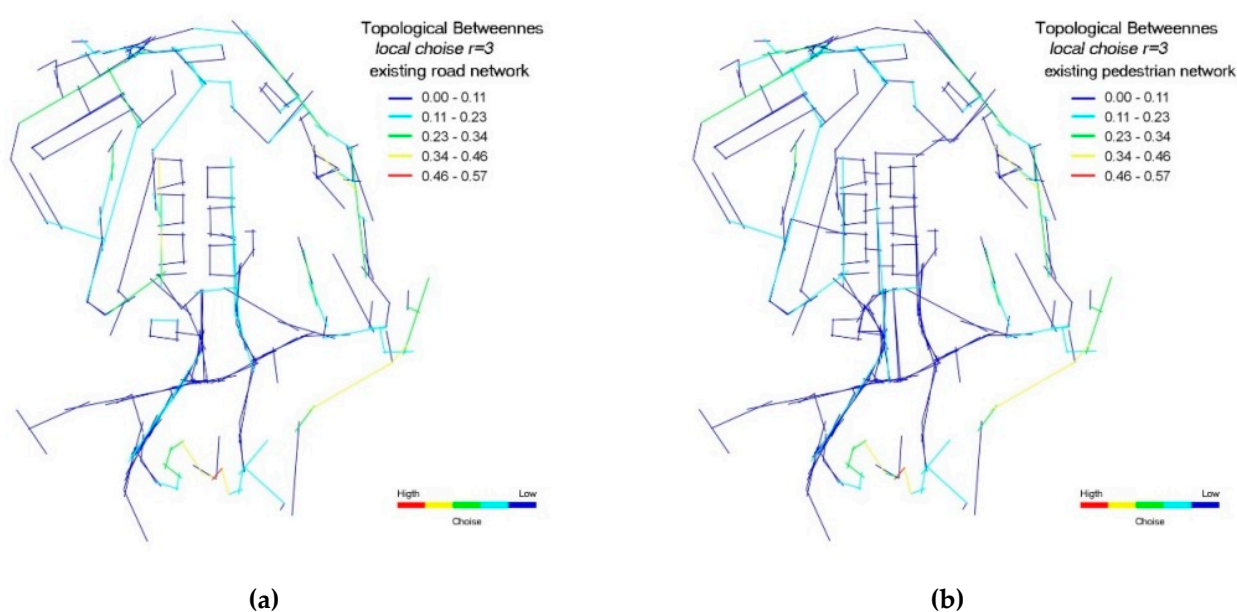 Topological Betweennes
local choise r=3
existing road network
0.00 - 0.11
0.11 - 0.23
0.23 - 0.34
0.34 - 0.46
0.46 - 0.57
Higth Low
Choise
(a)
Topological Betweennes
local choise r=3
existing pedestrian network
0.00 - 0.11
0.11 - 0.23
0.23 - 0.34
0.34 - 0.46
0.46 - 0.57
Higth Low
Choise
(b)